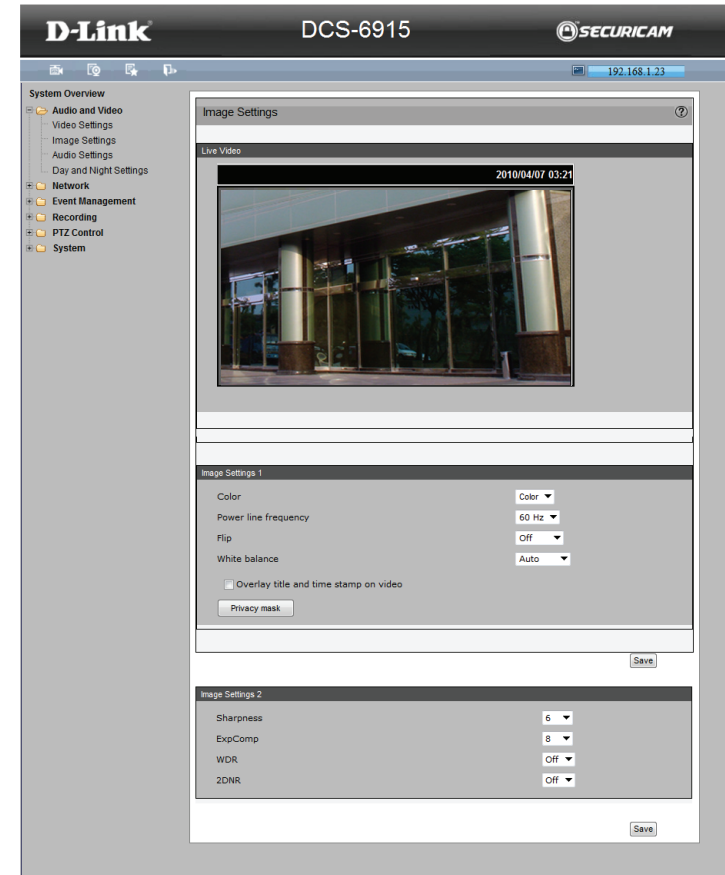 D-Link DCS-6915 SECURICAM
192.168.1.23
System Overview
Audio and Video
Video Settings
Image Settings
Audio Settings
Day and Night Settings
Network
Event Management
Recording
PTZ Control
System
Image Settings
Live Video
2010/04/07 03:21
Image Settings 1
Color Color
Power line frequency 60 Hz
Flip Off
White balance Auto
Overlay title and time stamp on video
Privacy mask
Save
Image Settings 2
Sharpness 6
ExpComp 8
WDR Off
2DNR Off
Save